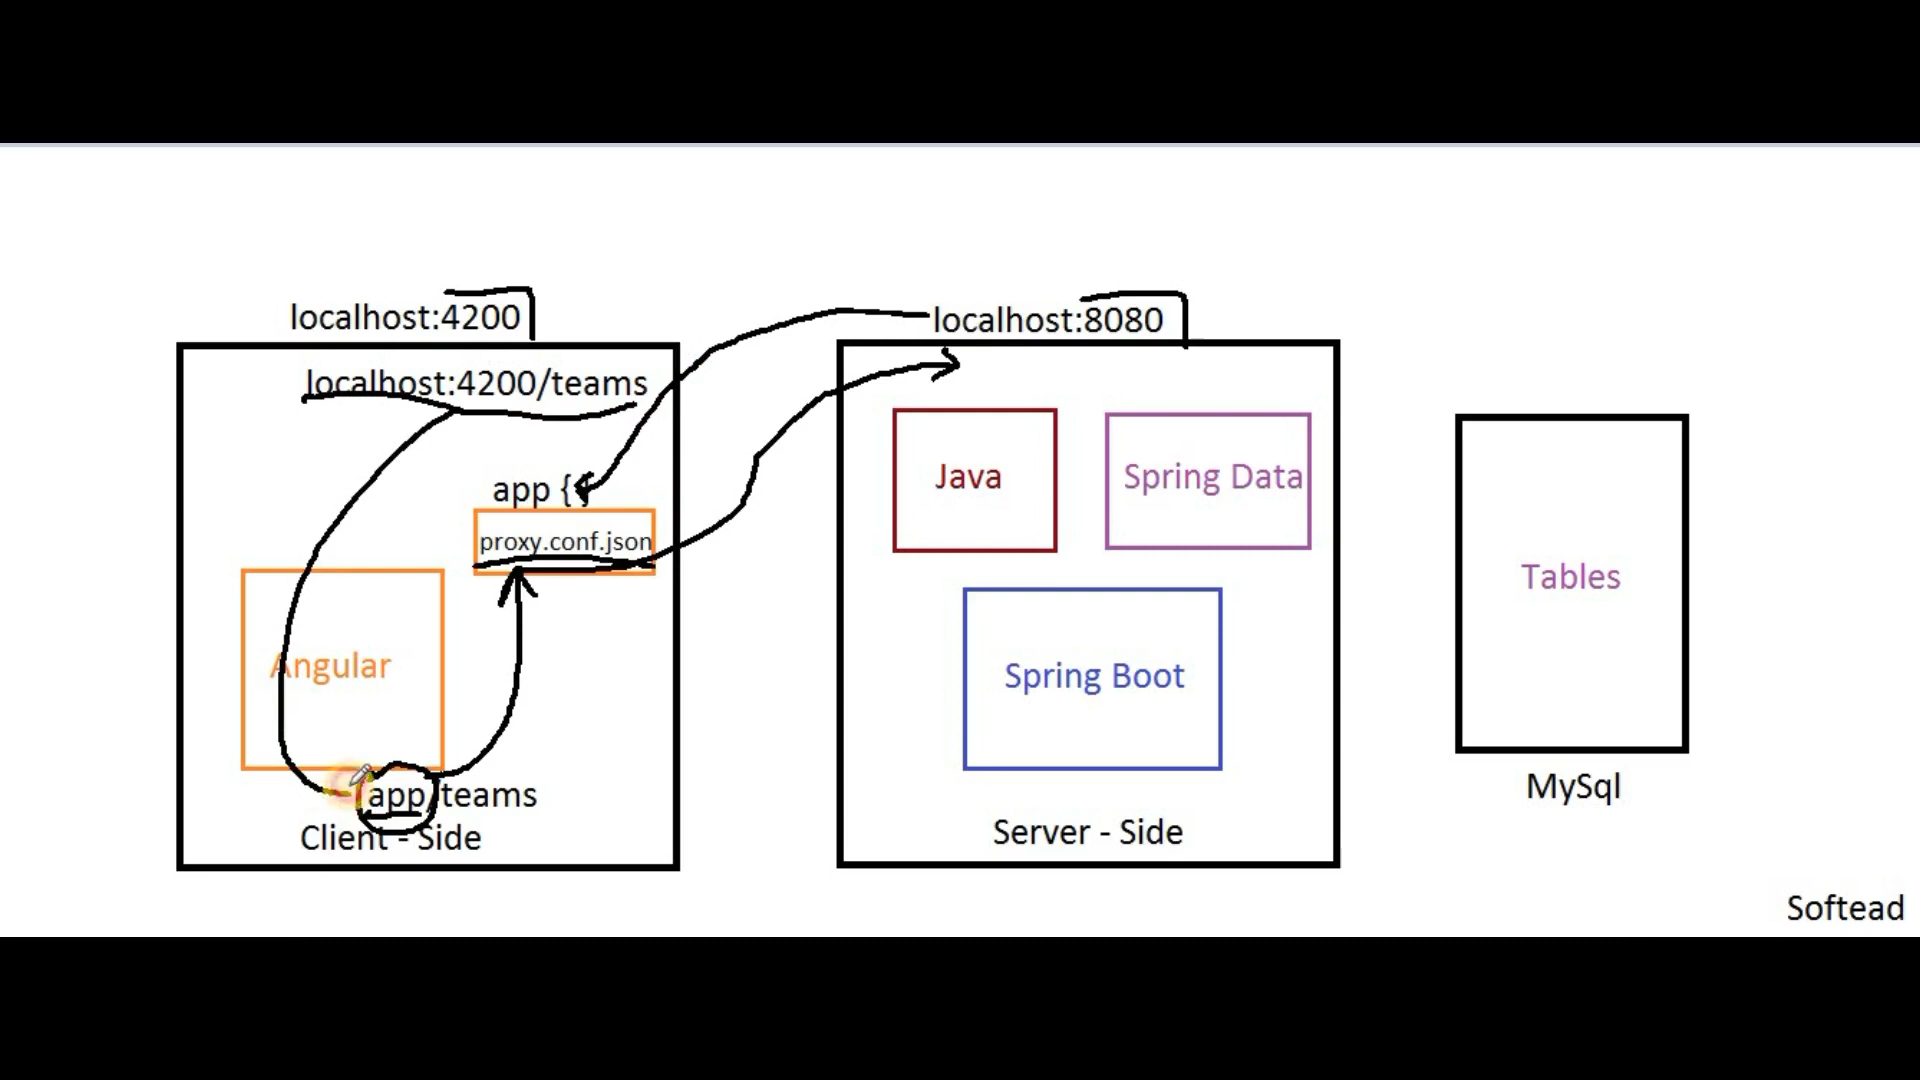 localhost:4200
localhost:4200/teams
app {}
proxy.conf.json
Angular
app/teams
Client - Side
localhost:8080
Java
Spring Data
Spring Boot
Server - Side
Tables
MySql
Softead